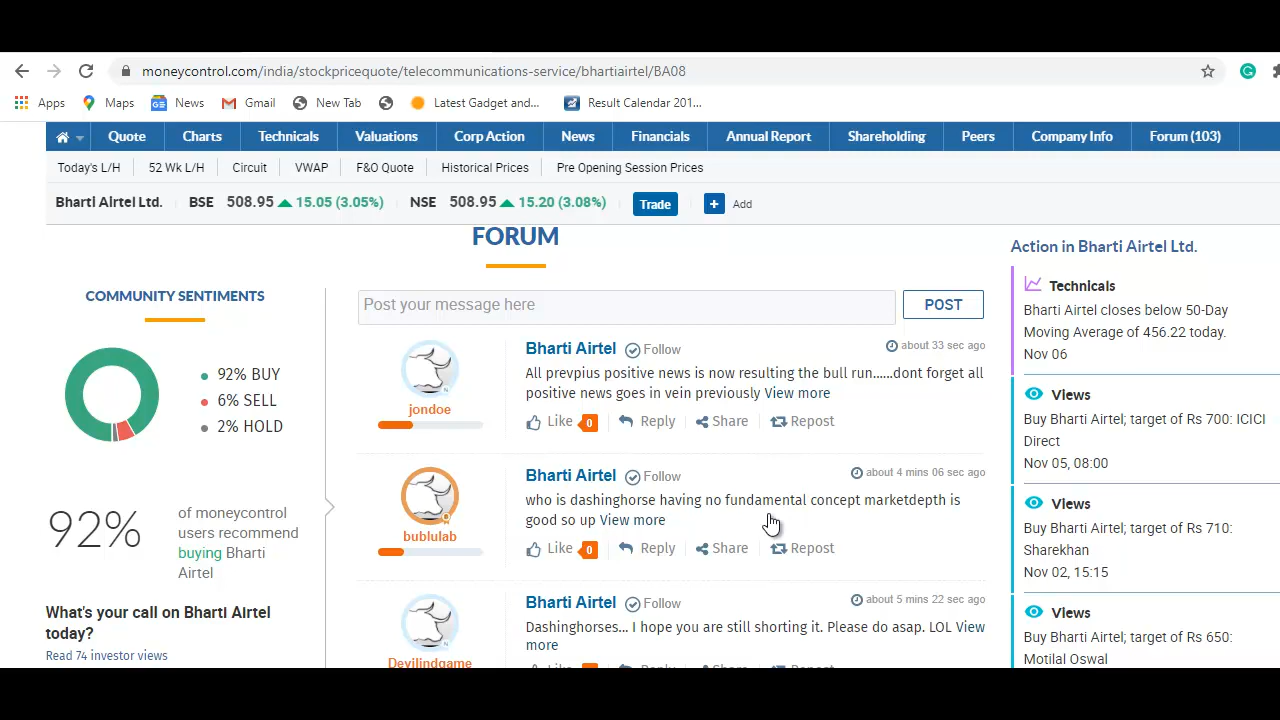 moneycontrol.com/india/stockpricequote/telecommunications-service/bhartiairtel/BA08
Apps Maps News Gmail New Tab Latest Gadget and... Result Calendar 201...
Quote Charts Technicals Valuations Corp Action News Financials Annual Report Shareholding Peers Company Info Forum (103)
Today's L/H 52 Wk L/H Circuit VWAP F&O Quote Historical Prices Pre Opening Session Prices
Bharti Airtel Ltd. BSE 508.95 15.05 (3.05%) NSE 508.95 15.20 (3.08%) Trade + Add
FORUM
COMMUNITY SENTIMENTS
92% BUY
6% SELL
2% HOLD
92%
of moneycontrol
users recommend
buying Bharti
Airtel
What's your call on Bharti Airtel
today?
Read 74 investor views
Post your message here POST
Bharti Airtel Follow about 33 sec ago
All prevpius positive news is now resulting the bull run......dont forget all
positive news goes in vein previously View more
jondoe
Like 0 Reply Share Repost
Bharti Airtel Follow about 4 mins 06 sec ago
who is dashinghorse having no fundamental concept marketdepth is
good so up View more
bublulab
Like 0 Reply Share Repost
Bharti Airtel Follow about 5 mins 22 sec ago
Dashinghorses... I hope you are still shorting it. Please do asap. LOL View
more
Devilindgame
Like Reply Share Repost
Action in Bharti Airtel Ltd.
Technicals
Bharti Airtel closes below 50-Day
Moving Average of 456.22 today.
Nov 06
Views
Buy Bharti Airtel; target of Rs 700: ICICI
Direct
Nov 05, 08:00
Views
Buy Bharti Airtel; target of Rs 710:
Sharekhan
Nov 02, 15:15
Views
Buy Bharti Airtel; target of Rs 650:
Motilal Oswal